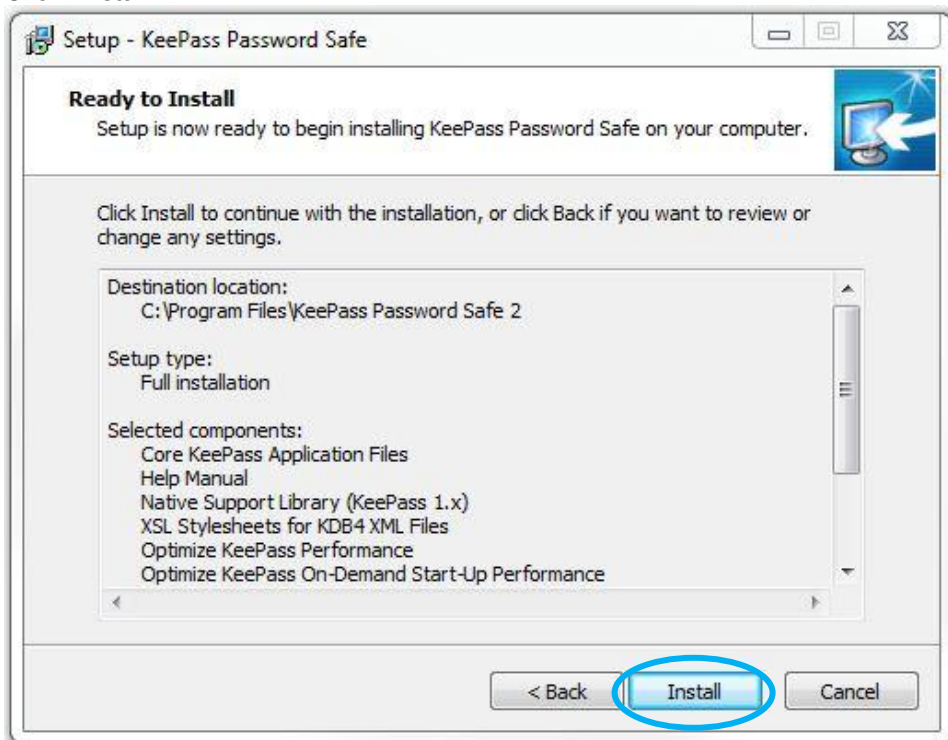 Setup - KeePass Password Safe
Ready to Install
Setup is now ready to begin installing KeePass Password Safe on your computer.
Click Install to continue with the installation, or click Back if you want to review or
change any settings.
Destination location:
C:\Program Files\KeePass Password Safe 2
Setup type:
Full installation
Selected components:
Core KeePass Application Files
Help Manual
Native Support Library (KeePass 1.x)
XSL Stylesheets for KDB4 XML Files
Optimize KeePass Performance
Optimize KeePass On-Demand Start-Up Performance
< Back Install Cancel